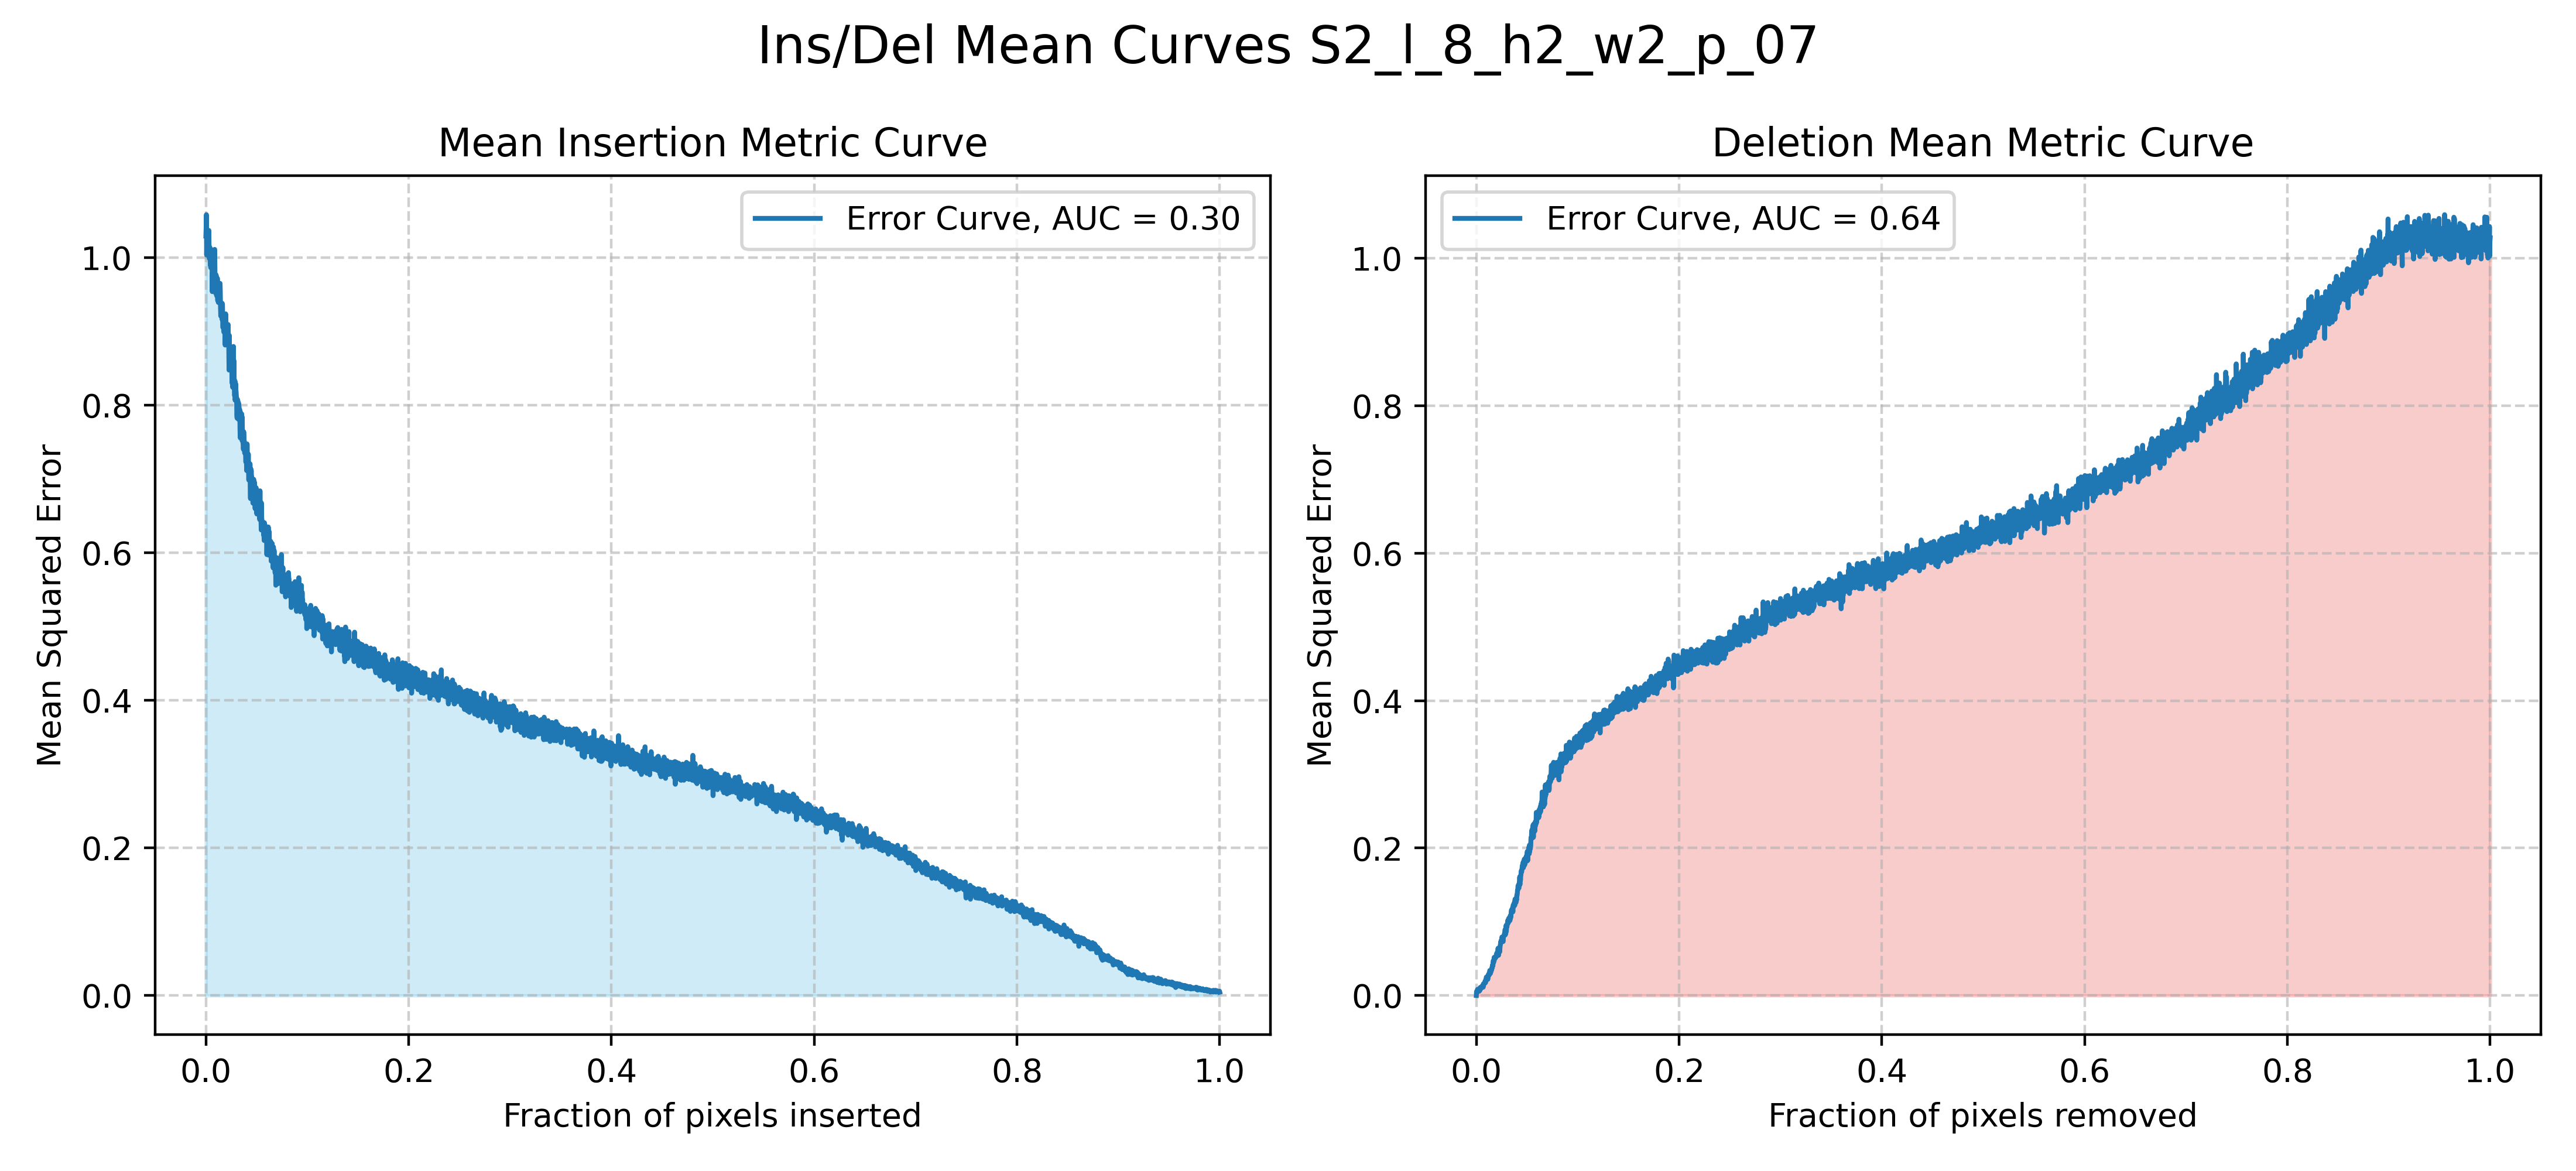 Ins/Del Mean Curves S2_l_8_h2_w2_p_07
Mean Insertion Metric Curve
Error Curve, AUC = 0.30
1.0
0.8
0.6
0.4
0.2
0.0
Mean Squared Error
0.0 0.2 0.4 0.6 0.8 1.0
Fraction of pixels inserted
Deletion Mean Metric Curve
Error Curve, AUC = 0.64
1.0
0.8
0.6
0.4
0.2
0.0
Mean Squared Error
0.0 0.2 0.4 0.6 0.8 1.0
Fraction of pixels removed